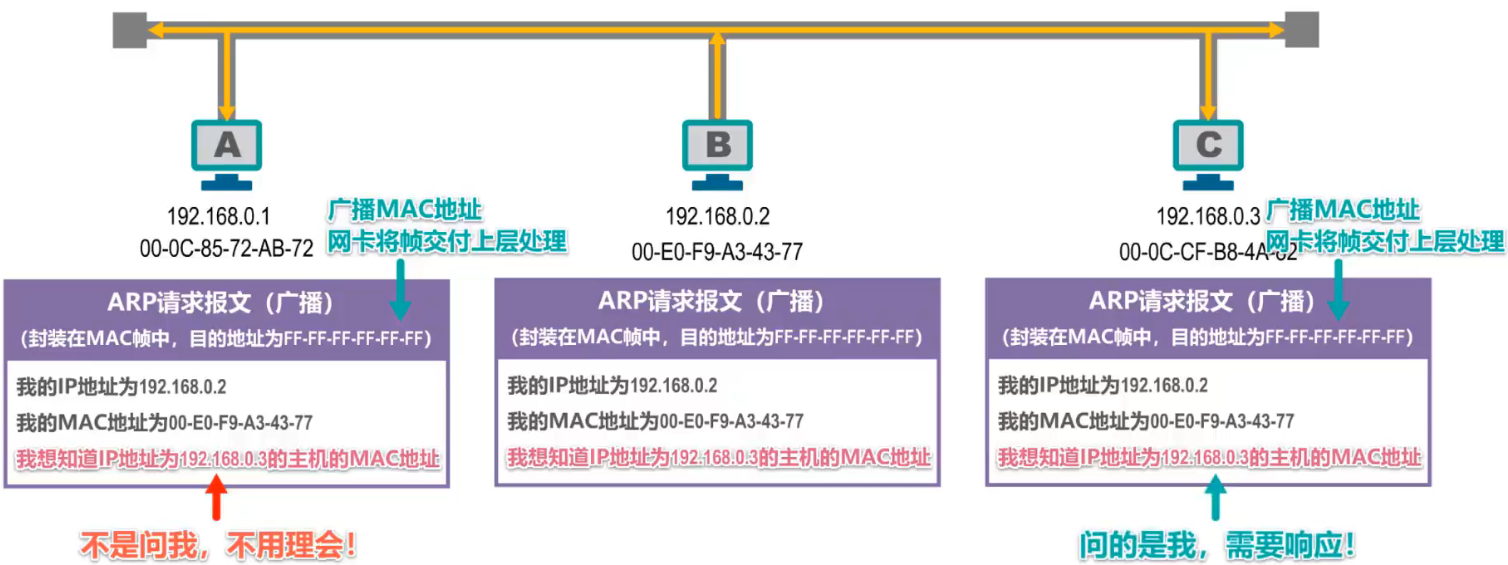 A
B
C
192.168.0.1
00-0C-85-72-AB-72
广播MAC地址
网卡将帧交付上层处理
192.168.0.2
00-E0-F9-A3-43-77
192.168.0.3
00-0C-CF-B8-4A-82
广播MAC地址
网卡将帧交付上层处理
ARP请求报文（广播）
（封装在MAC帧中，目的地址为FF-FF-FF-FF-FF-FF）
我的IP地址为192.168.0.2
我的MAC地址为00-E0-F9-A3-43-77
我想知道IP地址为192.168.0.3的主机的MAC地址
不是问我，不用理会！
ARP请求报文（广播）
（封装在MAC帧中，目的地址为FF-FF-FF-FF-FF-FF）
我的IP地址为192.168.0.2
我的MAC地址为00-E0-F9-A3-43-77
我想知道IP地址为192.168.0.3的主机的MAC地址
ARP请求报文（广播）
（封装在MAC帧中，目的地址为FF-FF-FF-FF-FF-FF）
我的IP地址为192.168.0.2
我的MAC地址为00-E0-F9-A3-43-77
我想知道IP地址为192.168.0.3的主机的MAC地址
问的是我，需要响应！